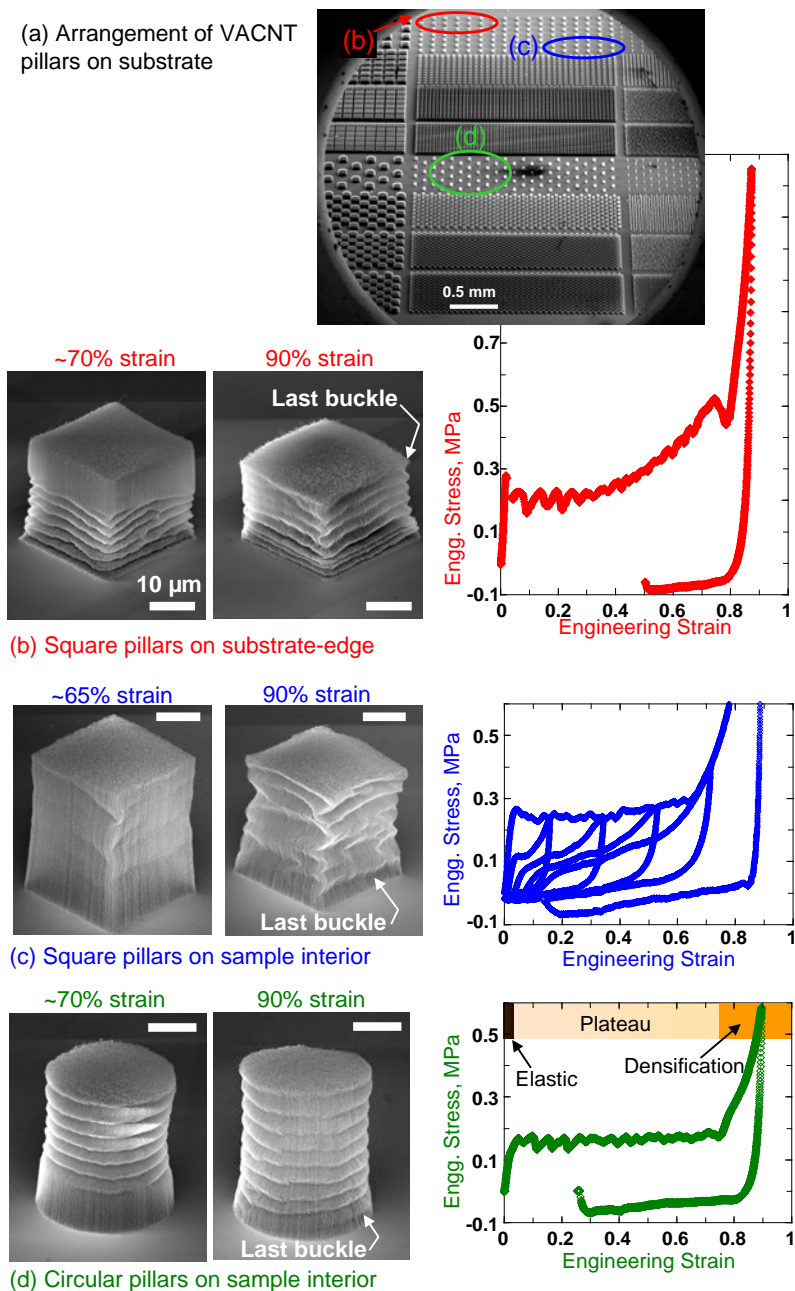 (a) Arrangement of VACNT
pillars on substrate
(b)
(c)
(d)
0.5 mm
~70% strain
90% strain
Last buckle
10 µm
(b) Square pillars on substrate-edge
Engg. Stress, MPa
0.7
0.5
0.3
0.1
-0.1
0 0.2 0.4 0.6 0.8 1
Engineering Strain
~65% strain
90% strain
Last buckle
(c) Square pillars on sample interior
Engg. Stress, MPa
0.5
0.3
0.1
-0.1
0 0.2 0.4 0.6 0.8 1
Engineering Strain
~70% strain
90% strain
Last buckle
(d) Circular pillars on sample interior
Plateau
Elastic
Densification
Engg. Stress, MPa
0.5
0.3
0.1
-0.1
0 0.2 0.4 0.6 0.8 1
Engineering Strain